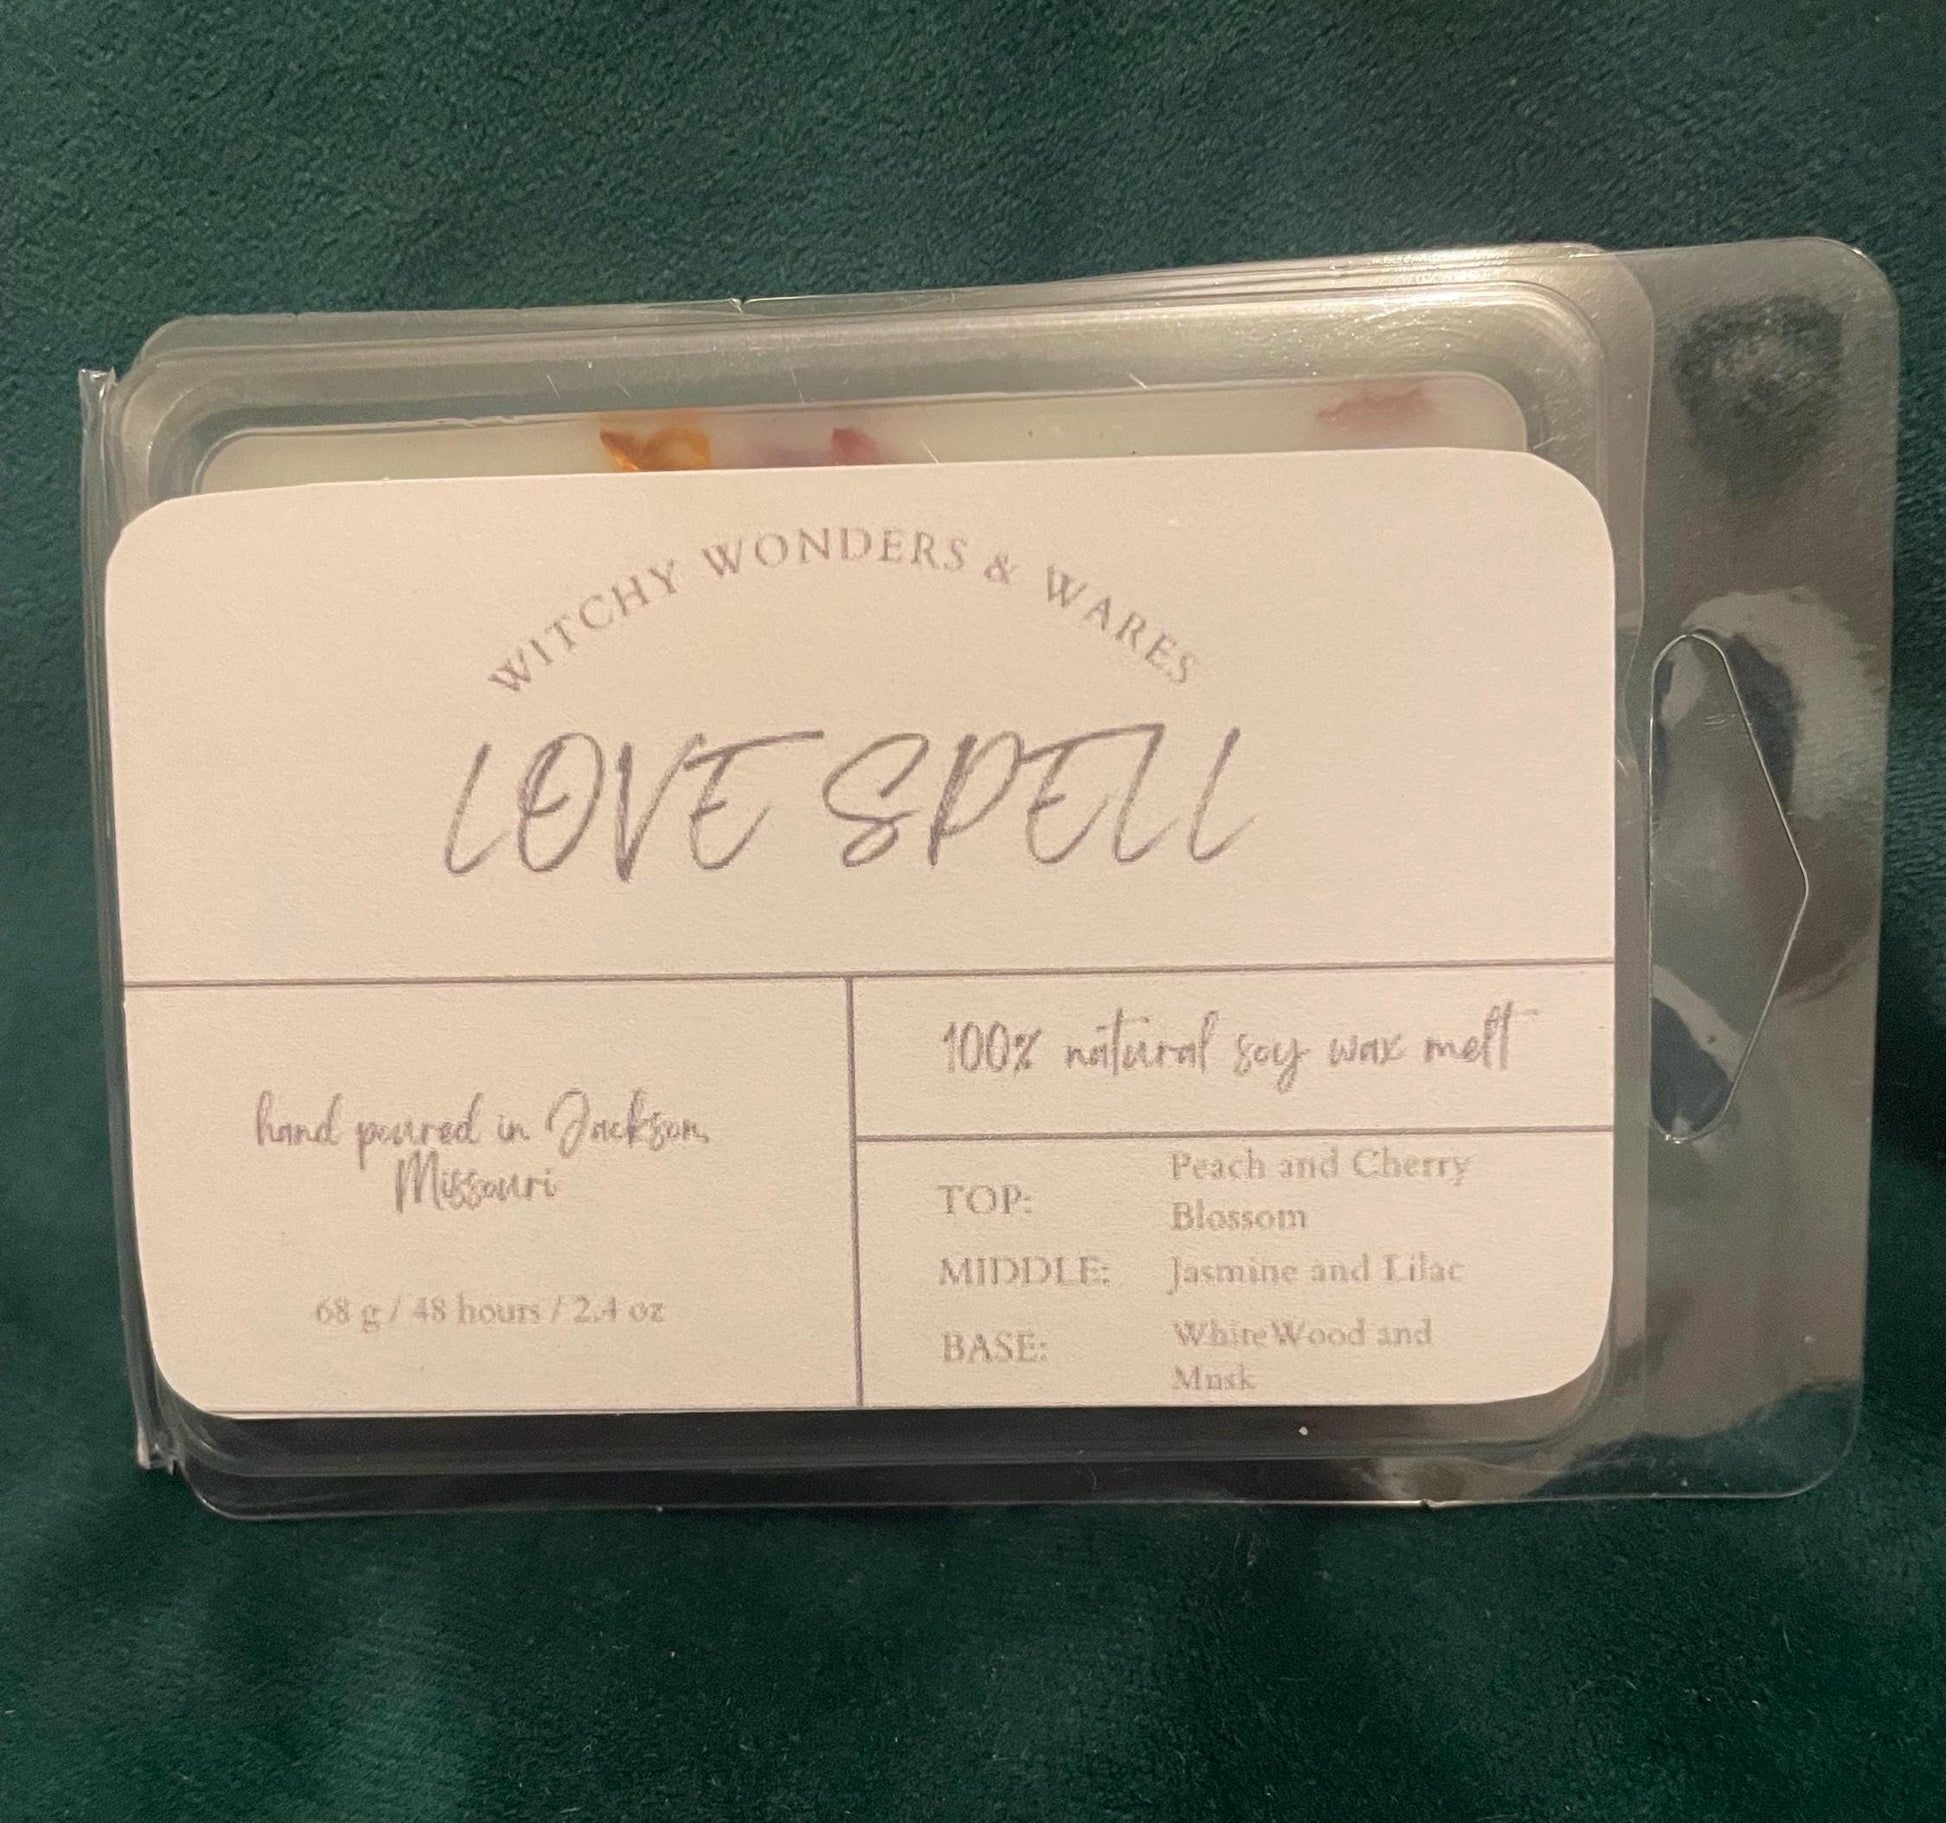 WITCHY WONDERS & WARES
LOVE SPELL
hand poured in Jackson,
Missouri
68 g / 48 hours / 2.4 oz
100% natural soy wax melt
TOP: Peach and Cherry
Blossom
MIDDLE: Jasmine and Lilac
BASE: WhiteWood and
Musk